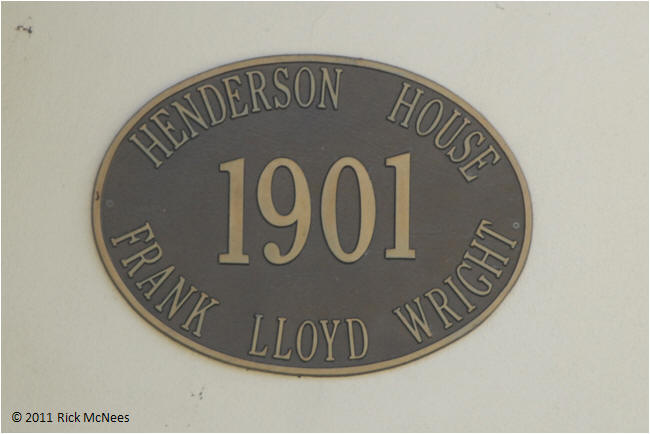 HENDERSON HOUSE
1901
FRANK LLOYD WRIGHT
© 2011 Rick McNees